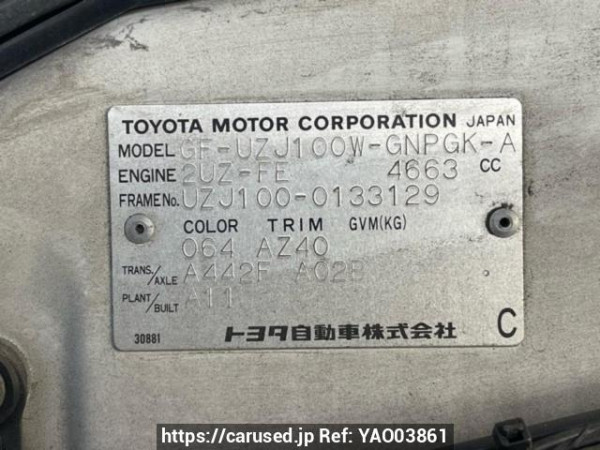 TOYOTA MOTOR CORPORATION JAPAN
MODEL GF-UZJ100W-GNPGK-A
ENGINE 2UZ-FE 4663 CC
FRAME No. UZJ100-0133129
COLOR TRIM GVM(KG)
064 AZ40
TRANS./AXLE A442F A02B
PLANT/BUILT A11
30881 トヨタ自動車株式会社 C
https://carused.jp Ref: YAO03861